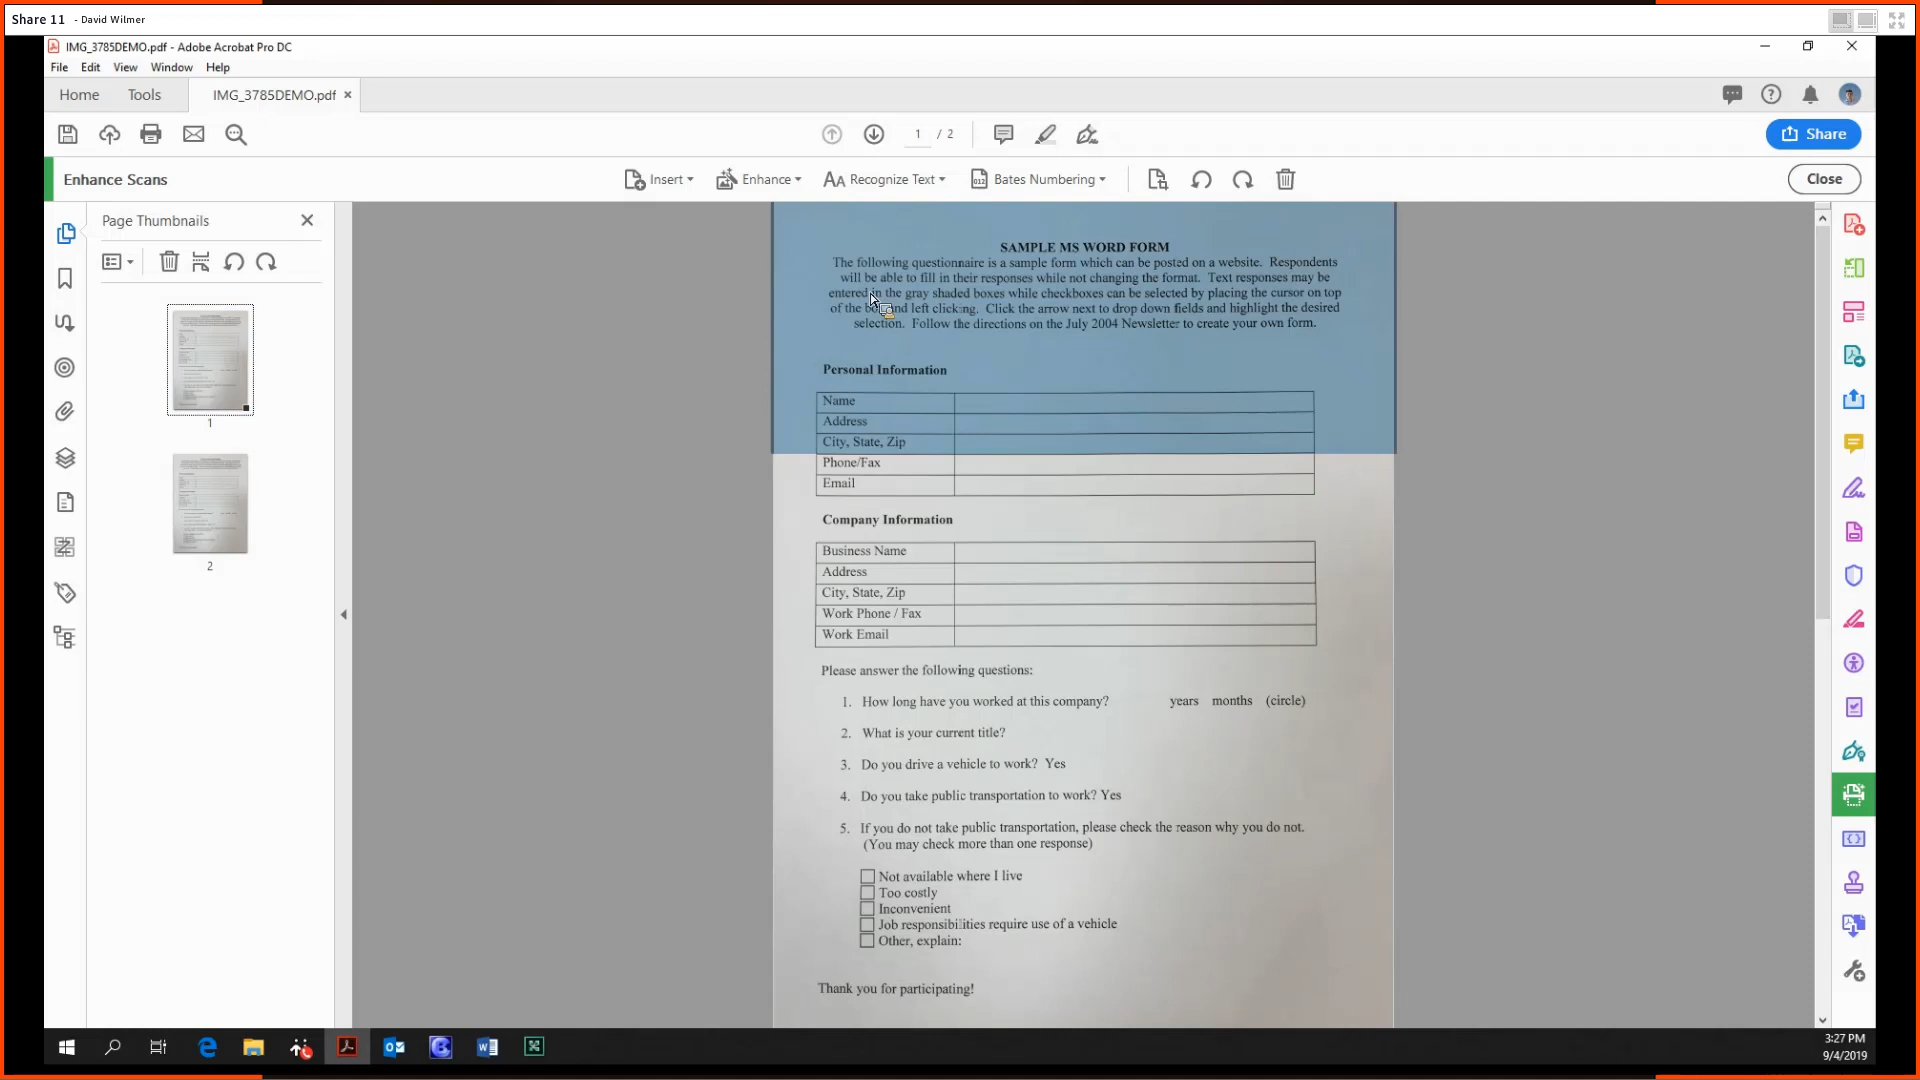 Share 11 - David Wilmer
IMG_3785DEMO.pdf - Adobe Acrobat Pro DC
File Edit View Window Help
Home Tools IMG_3785DEMO.pdf ×
1 / 2
Share
Enhance Scans
Insert Enhance Recognize Text Bates Numbering
Close
Page Thumbnails
1
2
SAMPLE MS WORD FORM
The following questionnaire is a sample form which can be posted on a website. Respondents
will be able to fill in their responses while not changing the format. Text responses may be
entered in the gray shaded boxes while checkboxes can be selected by placing the cursor on top
of the and left clicking. Click the arrow next to drop down fields and highlight the desired
selection. Follow the directions on the July 2004 Newsletter to create your own form.
Personal Information
Name
Address
City, State, Zip
Phone/Fax
Email
Company Information
Business Name
Address
City, State, Zip
Work Phone / Fax
Work Email
Please answer the following questions:
1. How long have you worked at this company? years months (circle)
2. What is your current title?
3. Do you drive a vehicle to work? Yes
4. Do you take public transportation to work? Yes
5. If you do not take public transportation, please check the reason why you do not.
(You may check more than one response)
Not available where I live
Too costly
Inconvenient
Job responsibilities require use of a vehicle
Other, explain:
Thank you for participating!
3:27 PM
9/4/2019